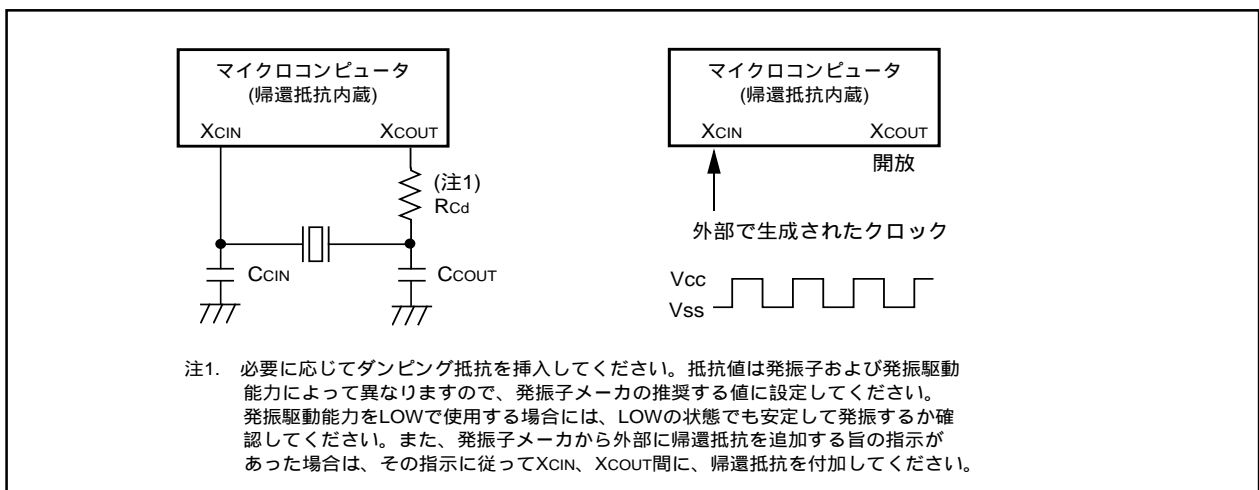 マイクロコンピュータ
(帰還抵抗内蔵)
XCIN XCOUT
(注1)
RCd
CCIN CCOUT
マイクロコンピュータ
(帰還抵抗内蔵)
XCIN XCOUT
開放
外部で生成されたクロック
Vcc
Vss
注1. 必要に応じてダンピング抵抗を挿入してください。抵抗値は発振子および発振駆動
能力によって異なりますので、発振子メーカの推奨する値に設定してください。
発振駆動能力をLOWで使用する場合には、LOWの状態でも安定して発振するか確
認してください。また、発振子メーカから外部に帰還抵抗を追加する旨の指示が
あった場合は、その指示に従ってXCIN、XCOUT間に、帰還抵抗を付加してください。